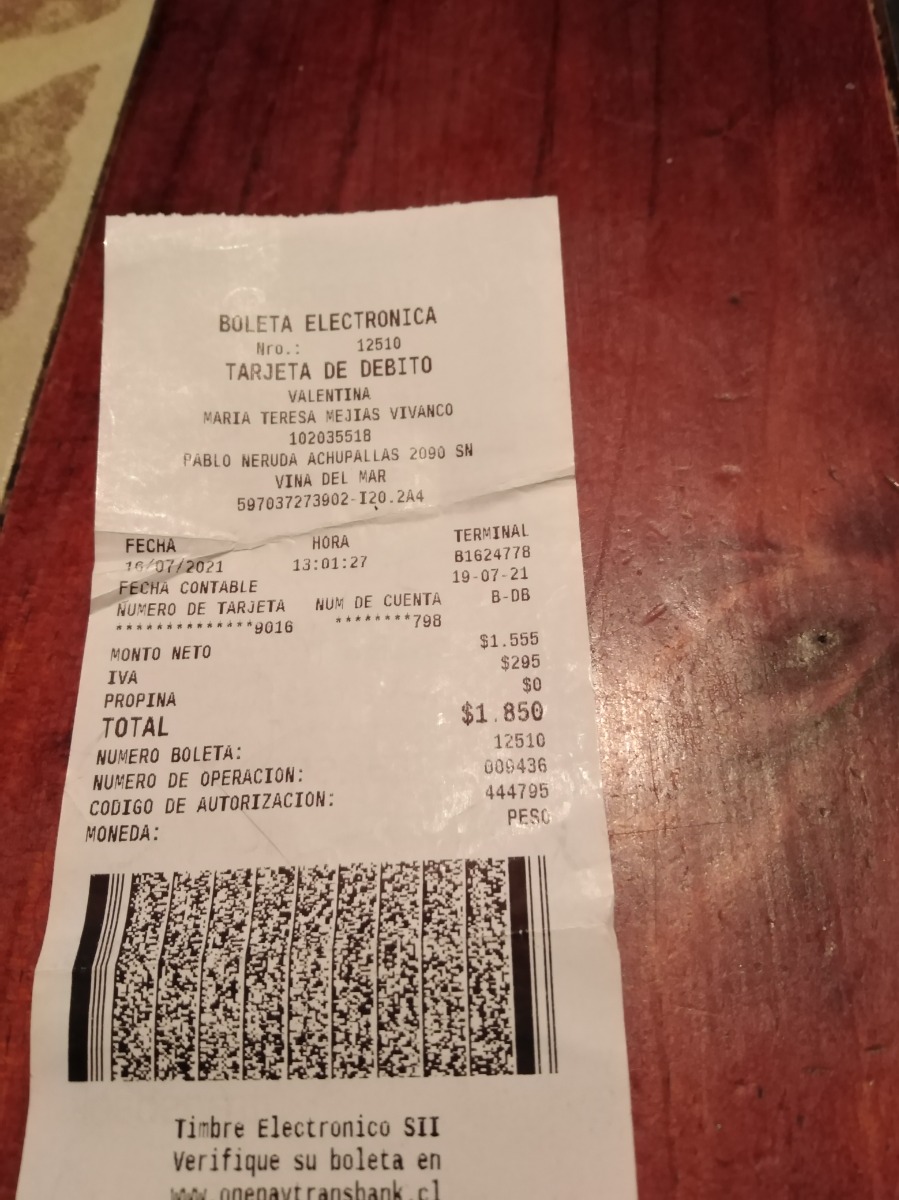 BOLETA ELECTRONICA
Nro.: 12510
TARJETA DE DEBITO
VALENTINA
MARIA TERESA MEJIAS VIVANCO
102035518
PABLO NERUDA ACHUPALLAS 2090 SN
VINA DEL MAR
597037273902-I20.2A4
FECHA HORA TERMINAL
16/07/2021 13:01:27 B1624778
FECHA CONTABLE 19-07-21
NUMERO DE TARJETA NUM DE CUENTA B-DB
**************9016 ********798
MONTO NETO $1.555
IVA $295
PROPINA $0
TOTAL $1.850
NUMERO BOLETA: 12510
NUMERO DE OPERACION: 009436
CODIGO DE AUTORIZACION: 444795
MONEDA: PESO
Timbre Electronico SII
Verifique su boleta en
www.onepaytransbank.cl